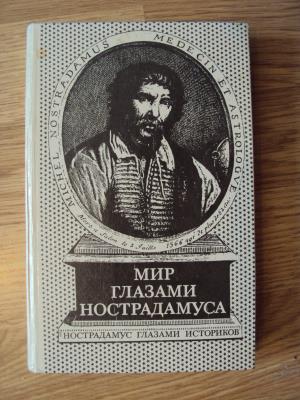 MICHEL NOSTRADAMUS MEDECIN ET ASTROLOGUE
МИР
ГЛАЗАМИ
НОСТРАДАМУСА
НОСТРАДАМУС ГЛАЗАМИ ИСТОРИКОВ